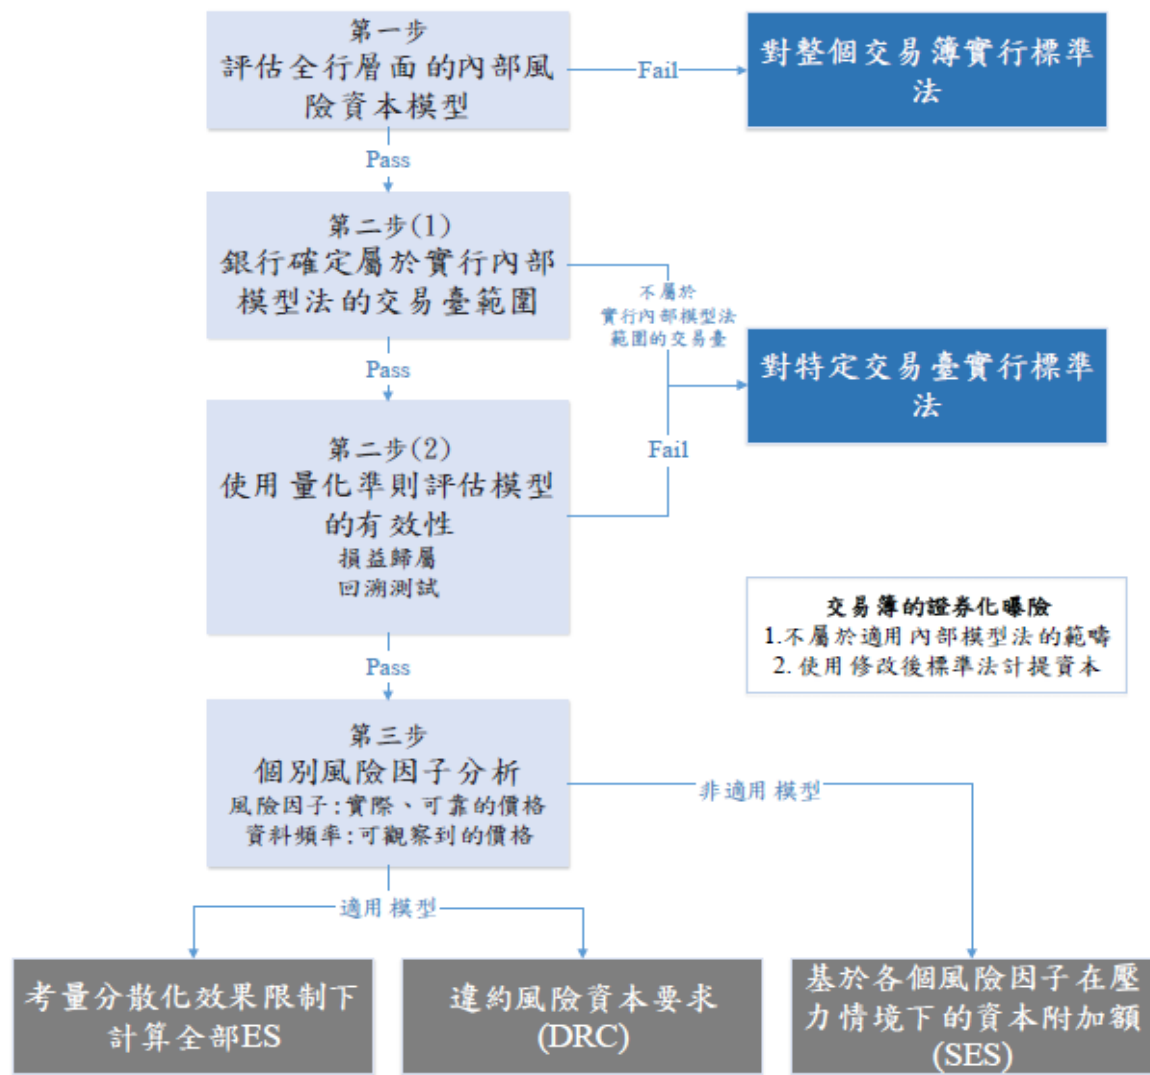 第一步
評估全行層面的內部風
險資本模型
Fail
對整個交易簿實行標準
法
Pass
第二步(1)
銀行確定屬於實行內部
模型法的交易臺範圍
不屬於
實行內部模型法
範圍的交易臺
Pass
對特定交易臺實行標準
法
第二步(2)
使用量化準則評估模型
的有效性
損益歸屬
回溯測試
Fail
交易簿的證券化曝險
1.不屬於適用內部模型法的範疇
2. 使用修改後標準法計提資本
Pass
第三步
個別風險因子分析
風險因子:實際、可靠的價格
資料頻率:可觀察到的價格
非適用模型
適用模型
考量分散化效果限制下
計算全部ES
違約風險資本要求
(DRC)
基於各個風險因子在壓
力情境下的資本附加額
(SES)